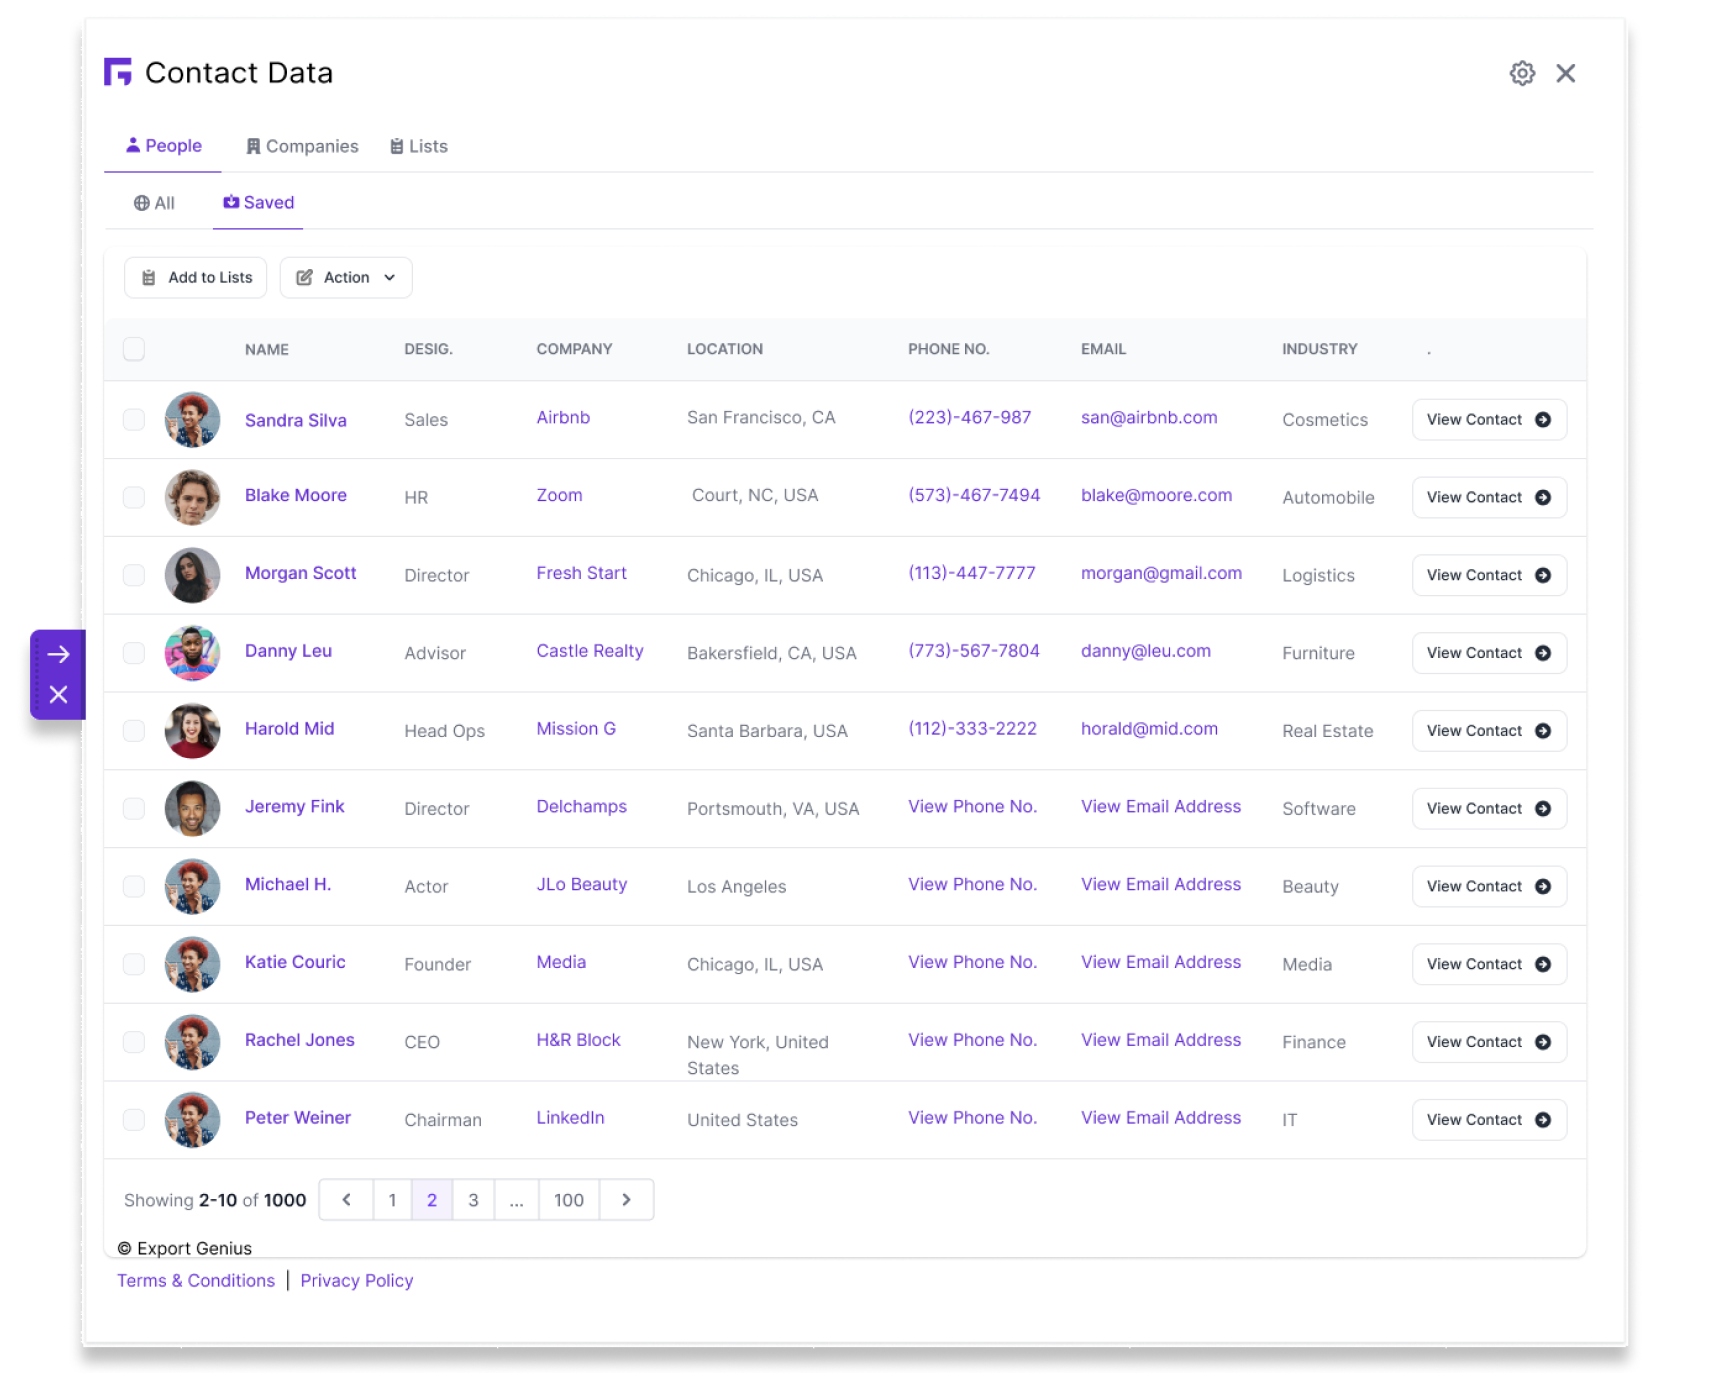 Contact Data
People Companies Lists
All Saved
Add to Lists Action
NAME DESIG. COMPANY LOCATION PHONE NO. EMAIL INDUSTRY .
Sandra Silva Sales Airbnb San Francisco, CA (223)-467-987 san@airbnb.com Cosmetics View Contact
Blake Moore HR Zoom Court, NC, USA (573)-467-7494 blake@moore.com Automobile View Contact
Morgan Scott Director Fresh Start Chicago, IL, USA (113)-447-7777 morgan@gmail.com Logistics View Contact
Danny Leu Advisor Castle Realty Bakersfield, CA, USA (773)-567-7804 danny@leu.com Furniture View Contact
Harold Mid Head Ops Mission G Santa Barbara, USA (112)-333-2222 horald@mid.com Real Estate View Contact
Jeremy Fink Director Delchamps Portsmouth, VA, USA View Phone No. View Email Address Software View Contact
Michael H. Actor JLo Beauty Los Angeles View Phone No. View Email Address Beauty View Contact
Katie Couric Founder Media Chicago, IL, USA View Phone No. View Email Address Media View Contact
Rachel Jones CEO H&R Block New York, United View Phone No. View Email Address Finance View Contact
States
Peter Weiner Chairman LinkedIn United States View Phone No. View Email Address IT View Contact
Showing 2-10 of 1000 1 2 3 ... 100
© Export Genius
Terms & Conditions | Privacy Policy